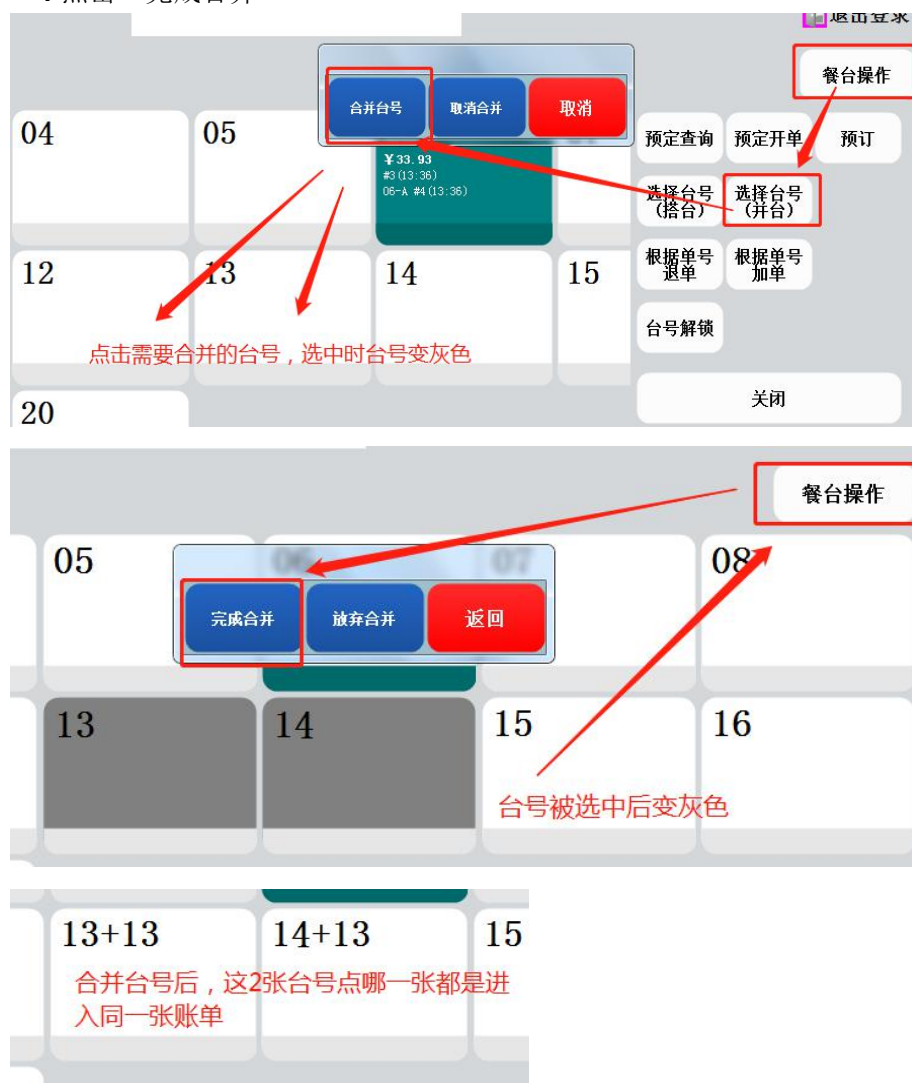 退出登录
餐台操作
合并台号 取消合并 取消
04 05
预定查询 预定开单 预订
￥33.93
#3(13:36)
06-A #4(13:36)
选择台号 选择台号
(搭台) (并台)
根据单号 根据单号
退单 加单
12 13 14 15
台号解锁
点击需要合并的台号，选中时台号变灰色
关闭
20
餐台操作
05 06 07 08
完成合并 放弃合并 返回
13 14 15 16
台号被选中后变灰色
13+13 14+13 15
合并台号后，这2张台号点哪一张都是进
入同一张账单